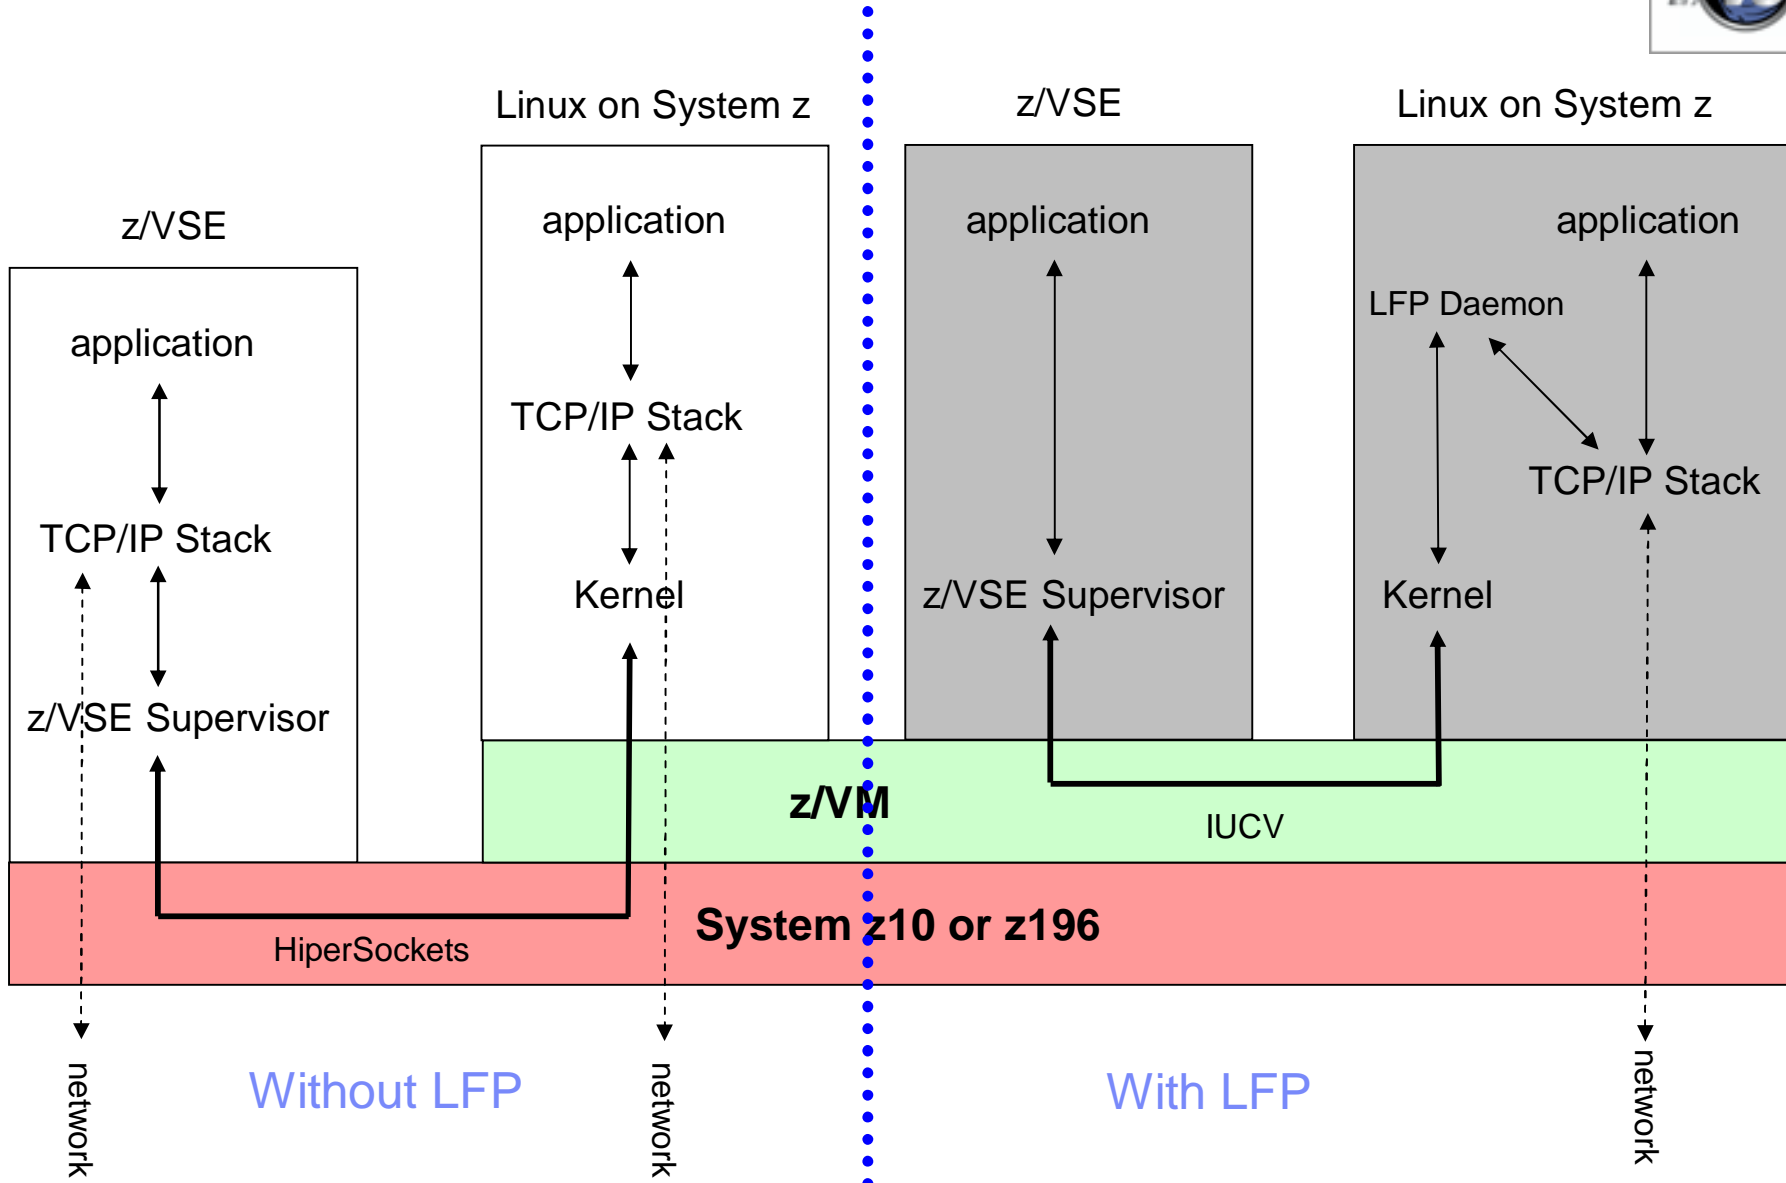 Linux on System z
z/VSE
Linux on System z
z/VSE
application
application
application
application
LFP Daemon
TCP/IP Stack
TCP/IP Stack
TCP/IP Stack
Kernel
z/VSE Supervisor
Kernel
z/VSE Supervisor
z/VM
IUCV
System z10 or z196
HiperSockets
network
Without LFP
network
With LFP
network